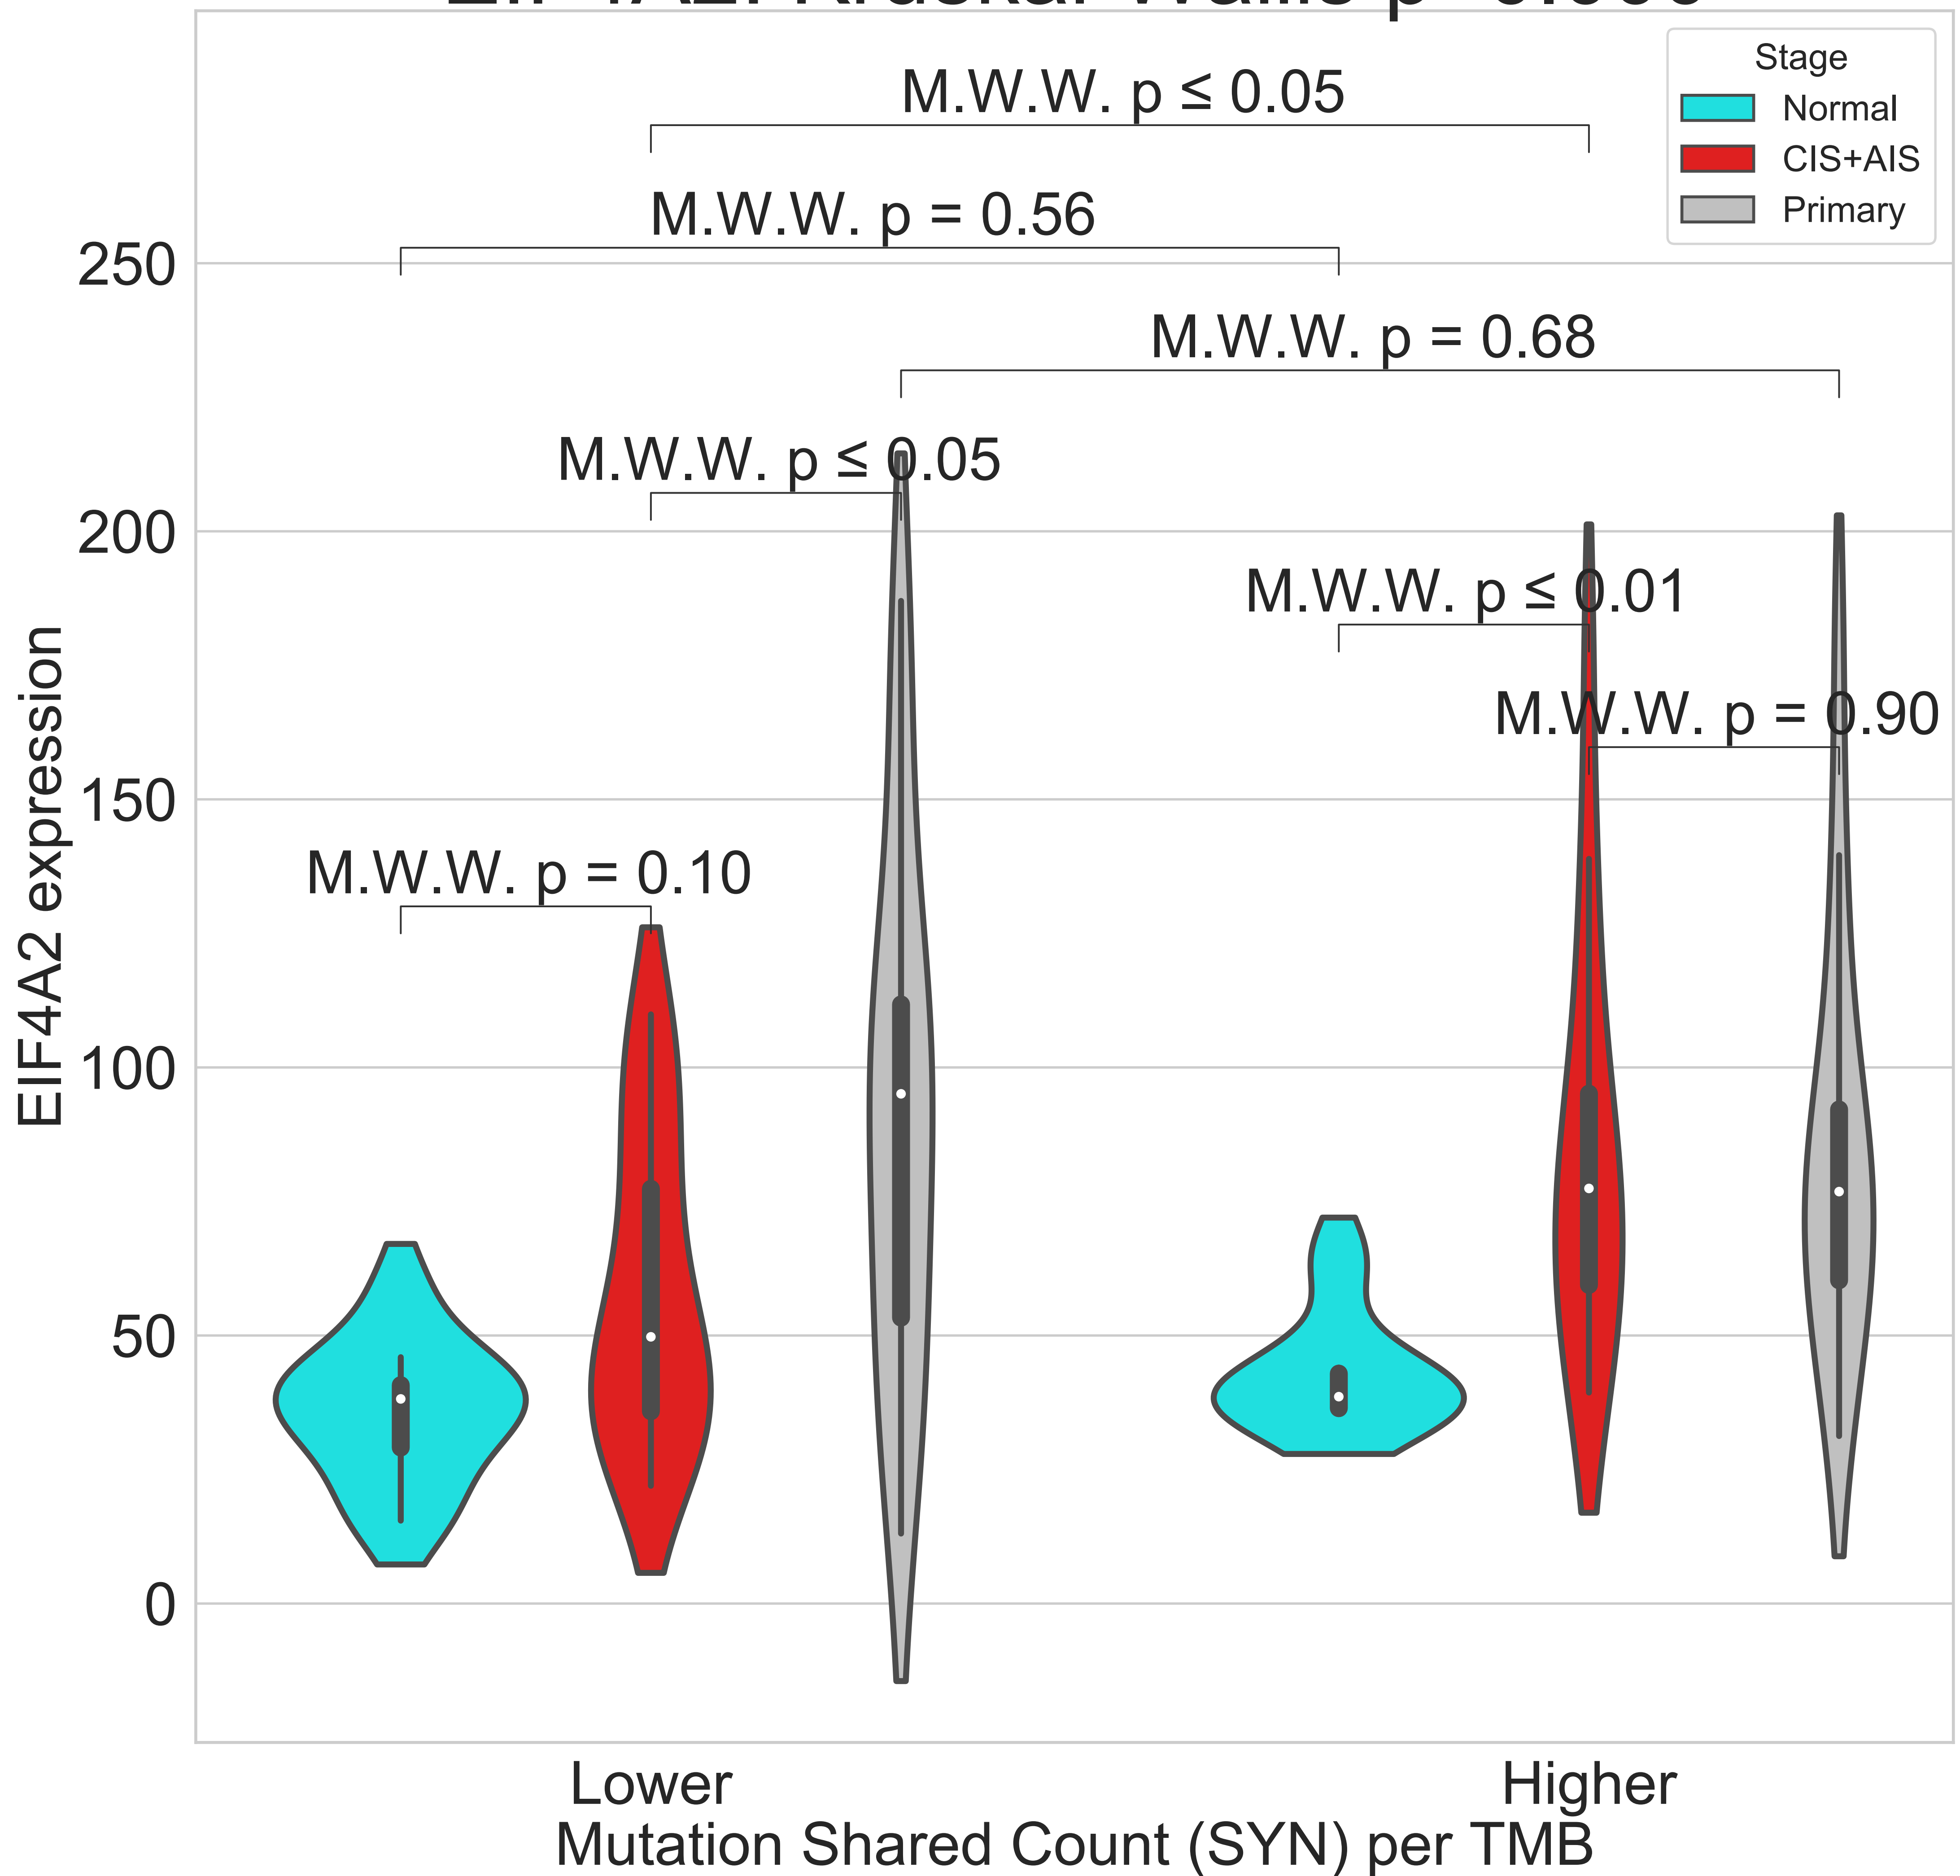 Stage
Normal
CIS+AIS
Primary
M.W.W. p ≤ 0.05
M.W.W. p = 0.56
M.W.W. p = 0.68
M.W.W. p ≤ 0.05
M.W.W. p ≤ 0.01
M.W.W. p = 0.90
M.W.W. p = 0.10
EIF4A2 expression
250
200
150
100
50
0
Lower
Higher
Mutation Shared Count (SYN) per TMB